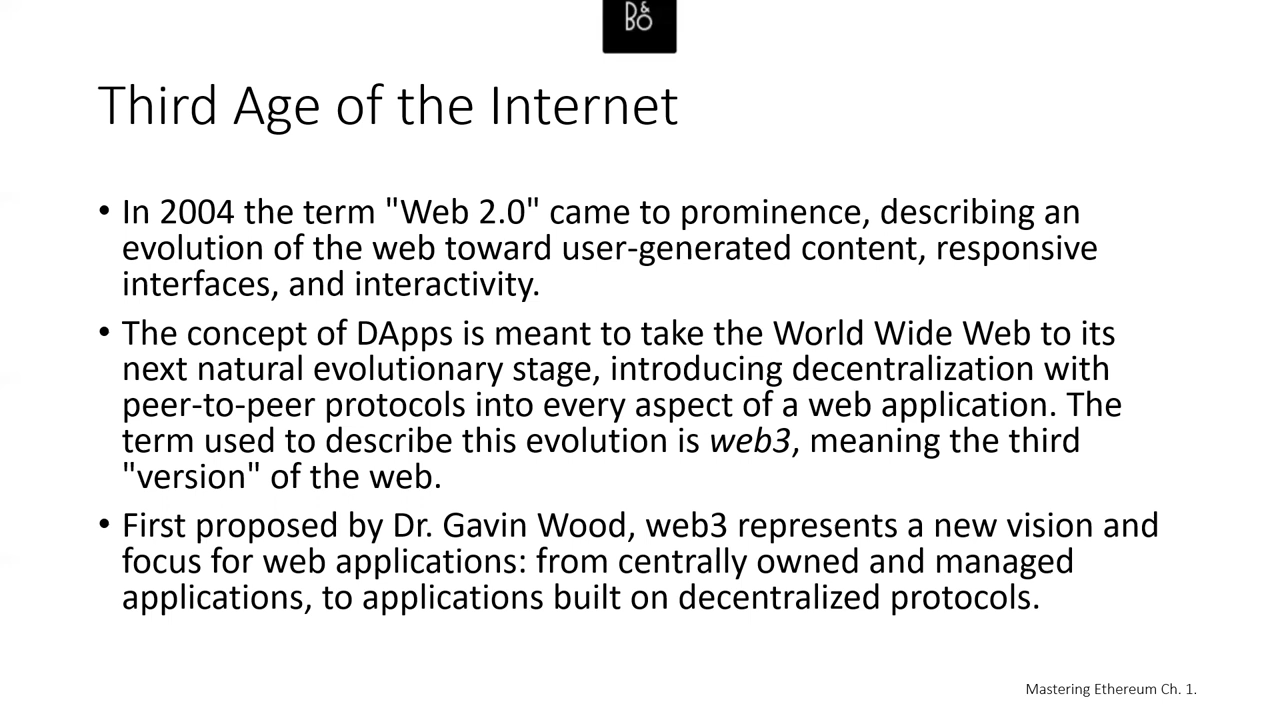 D&
BO
Third Age of the Internet
• In 2004 the term "Web 2.0" came to prominence, describing an
evolution of the web toward user-generated content, responsive
interfaces, and interactivity.
• The concept of DApps is meant to take the World Wide Web to its
next natural evolutionary stage, introducing decentralization with
peer-to-peer protocols into every aspect of a web application. The
term used to describe this evolution is web3, meaning the third
"version" of the web.
• First proposed by Dr. Gavin Wood, web3 represents a new vision and
focus for web applications: from centrally owned and managed
applications, to applications built on decentralized protocols.
Mastering Ethereum Ch. 1.